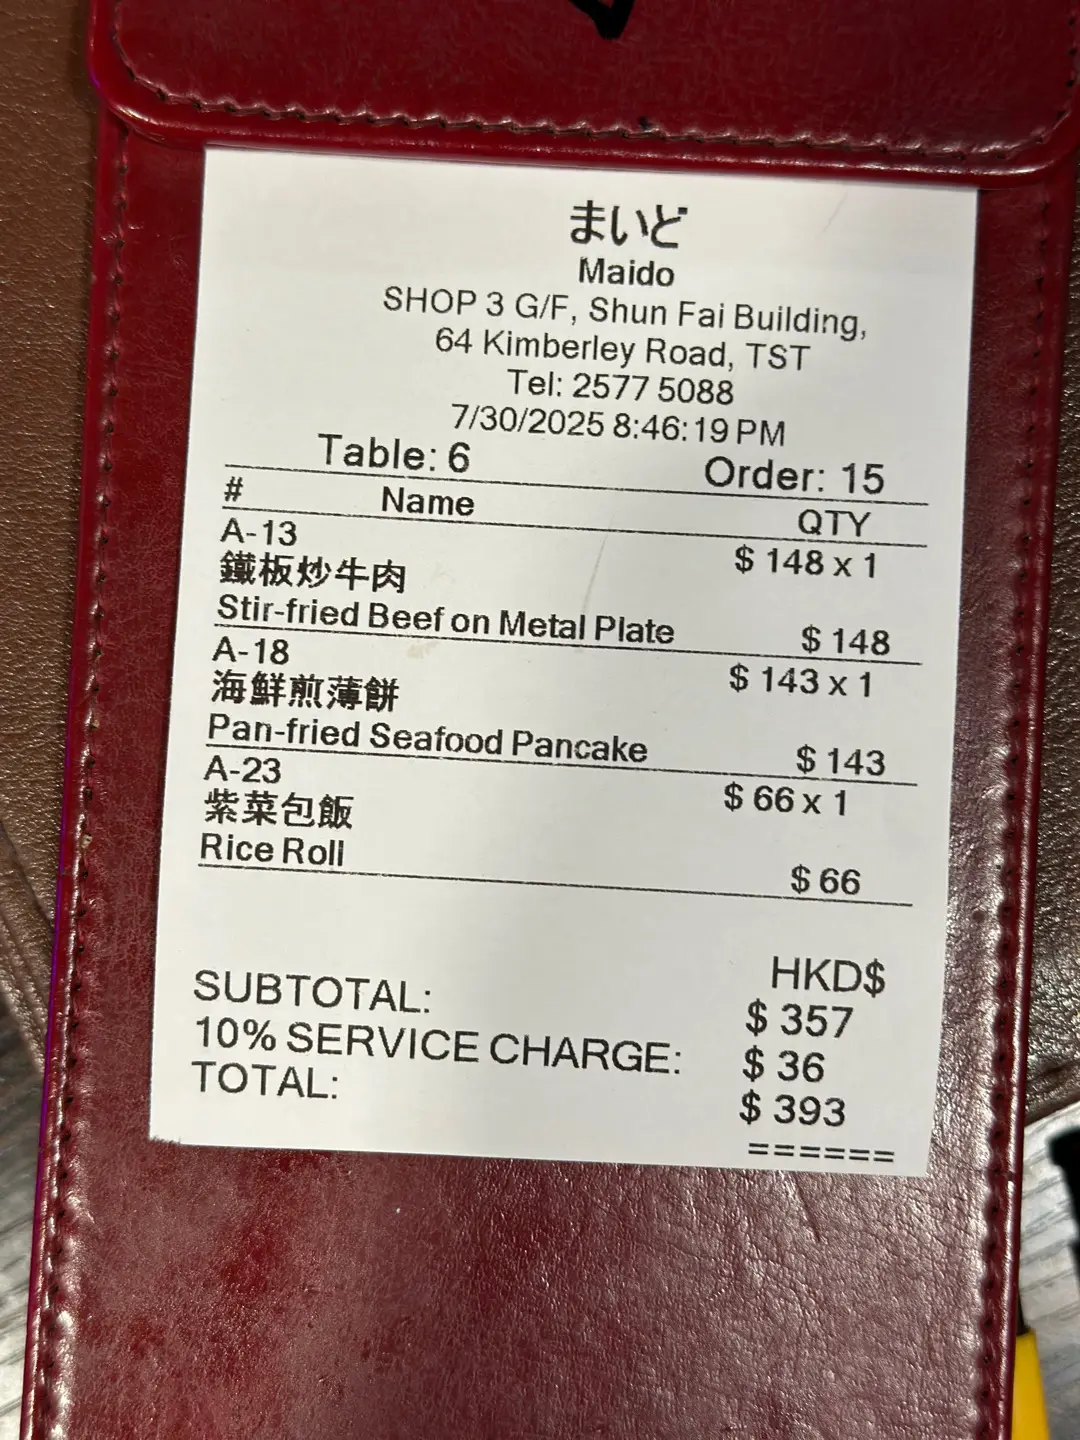 まいど
Maido
SHOP 3 G/F, Shun Fai Building,
64 Kimberley Road, TST
Tel: 2577 5088
7/30/2025 8:46:19 PM
Table: 6 Order: 15
# Name QTY
A-13 $ 148 x 1
鐵板炒牛肉
Stir-fried Beef on Metal Plate $ 148
A-18 $ 143 x 1
海鮮煎薄餅
Pan-fried Seafood Pancake $ 143
A-23 $ 66 x 1
紫菜包飯
Rice Roll $ 66
HKD$
SUBTOTAL: $ 357
10% SERVICE CHARGE: $ 36
TOTAL: $ 393
======